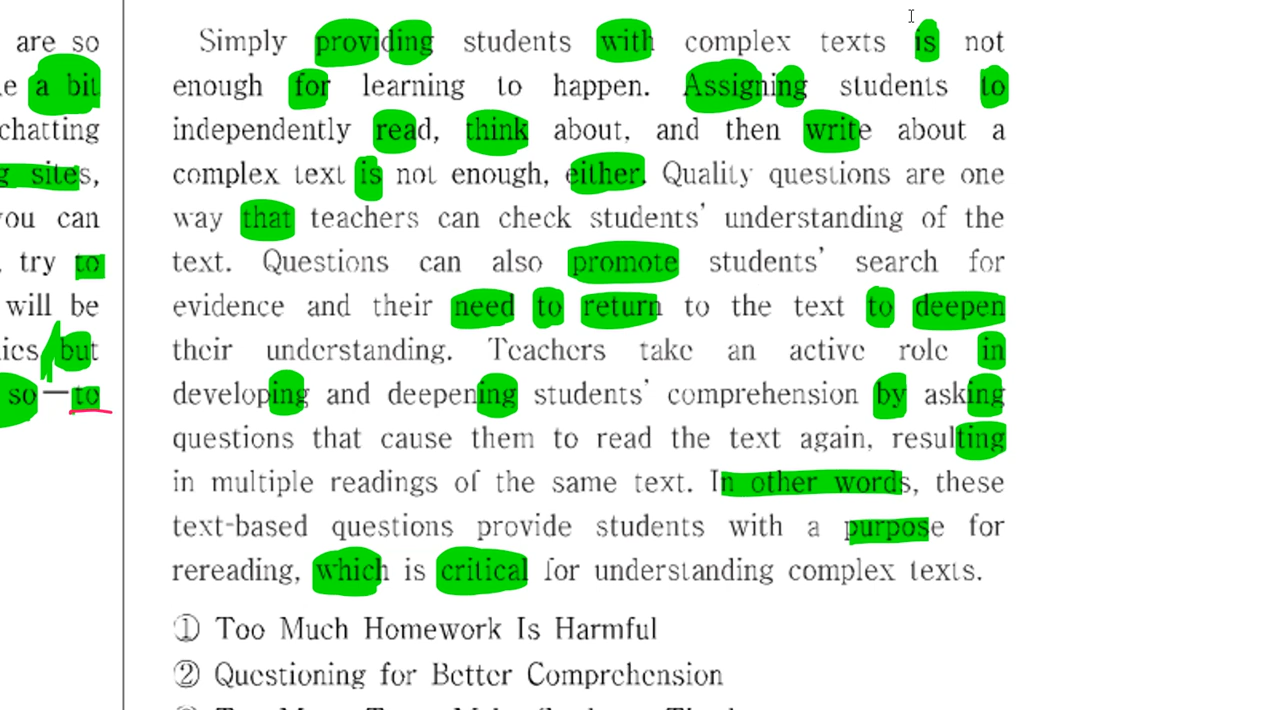 are so
e a bit
chatting
g sites,
you can
, try to
will be
ics, but
so—to
Simply providing students with complex texts is not
enough for learning to happen. Assigning students to
independently read, think about, and then write about a
complex text is not enough, either. Quality questions are one
way that teachers can check students' understanding of the
text. Questions can also promote students' search for
evidence and their need to return to the text to deepen
their understanding. Teachers take an active role in
developing and deepening students' comprehension by asking
questions that cause them to read the text again, resulting
in multiple readings of the same text. In other words, these
text-based questions provide students with a purpose for
rereading, which is critical for understanding complex texts.
① Too Much Homework Is Harmful
② Questioning for Better Comprehension